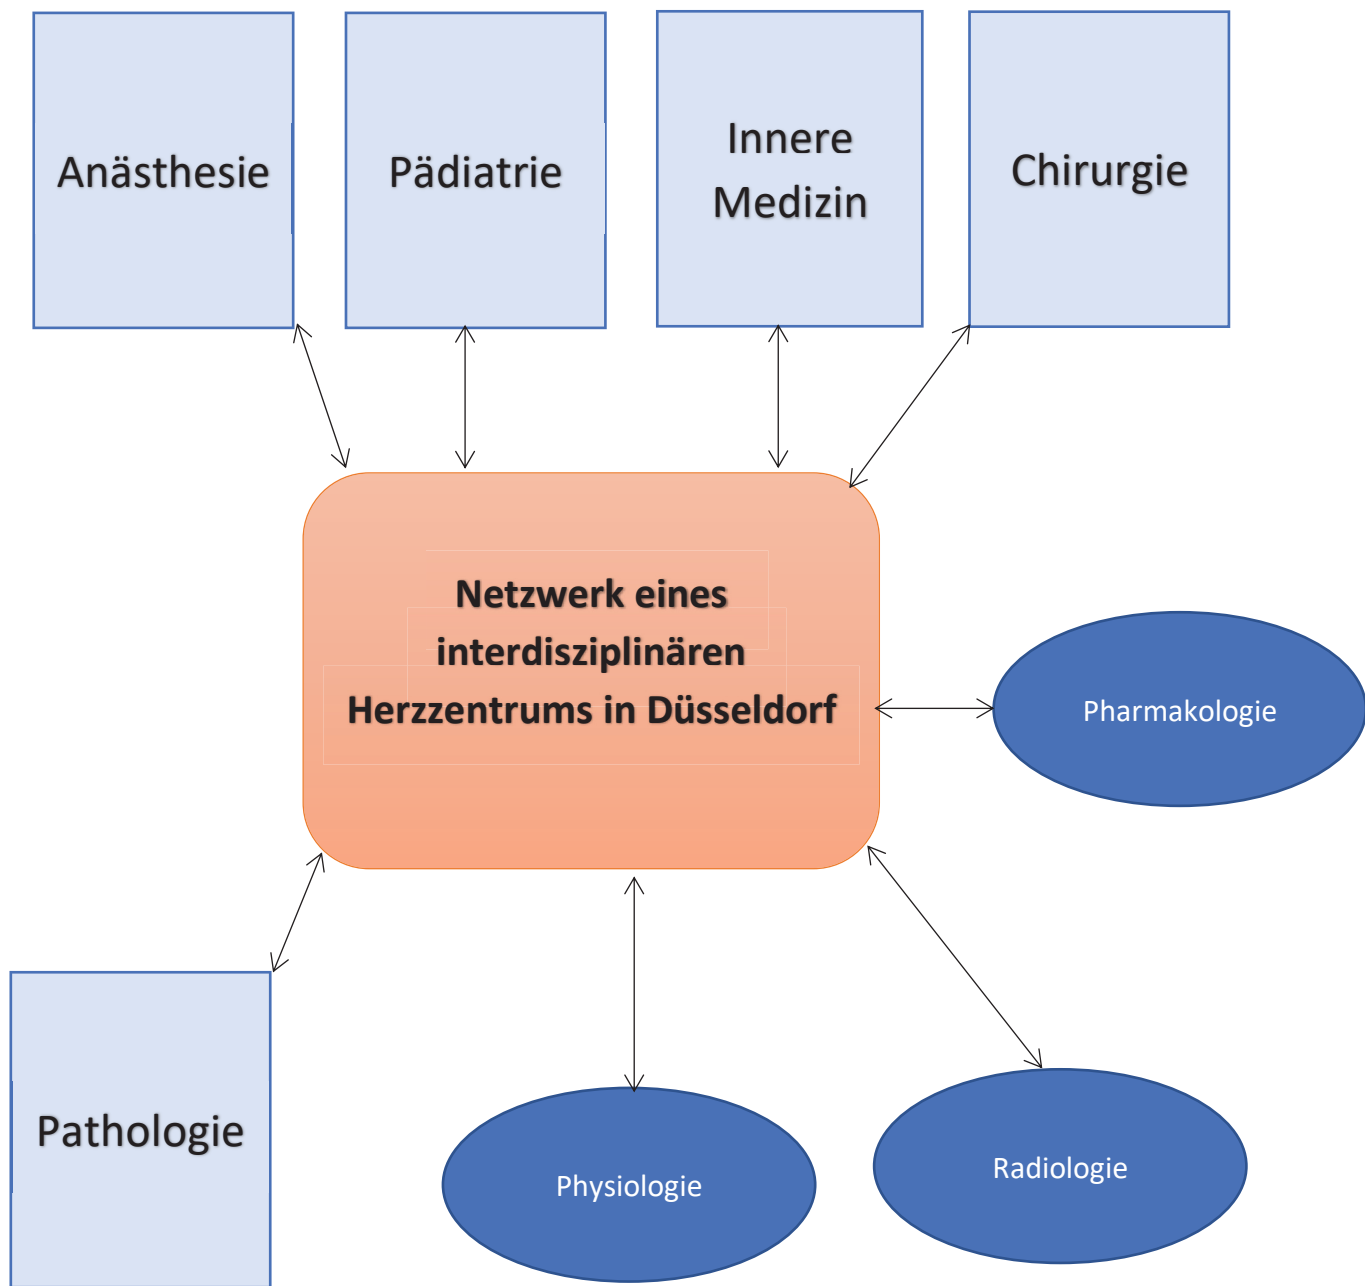 Anästhesie
Pädiatrie
Innere
Medizin
Chirurgie
Netzwerk eines
interdisziplinären
Herzzentrums in Düsseldorf
Pharmakologie
Pathologie
Physiologie
Radiologie